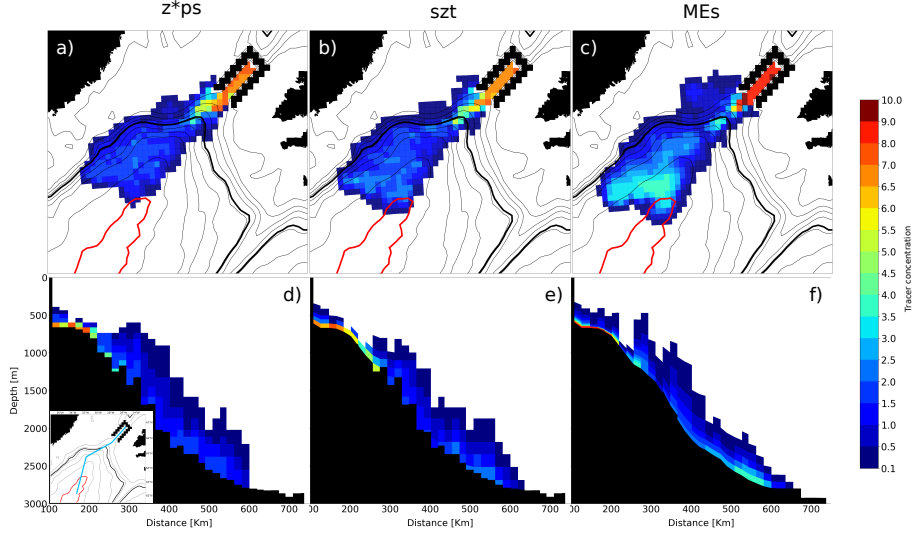 z*ps
szt
MEs
a)
b)
c)
10.0
9.0
8.0
7.0
6.5
6.0
5.5
5.0
4.5
4.0
3.5
3.0
2.5
2.0
1.5
1.0
0.5
0.1
Tracer concentration
d)
e)
f)
0
500
1000
1500
2000
2500
3000
Depth [m]
100 200 300 400 500 600 700
Distance [Km]
100 200 300 400 500 600 700
Distance [Km]
100 200 300 400 500 600 700
Distance [Km]